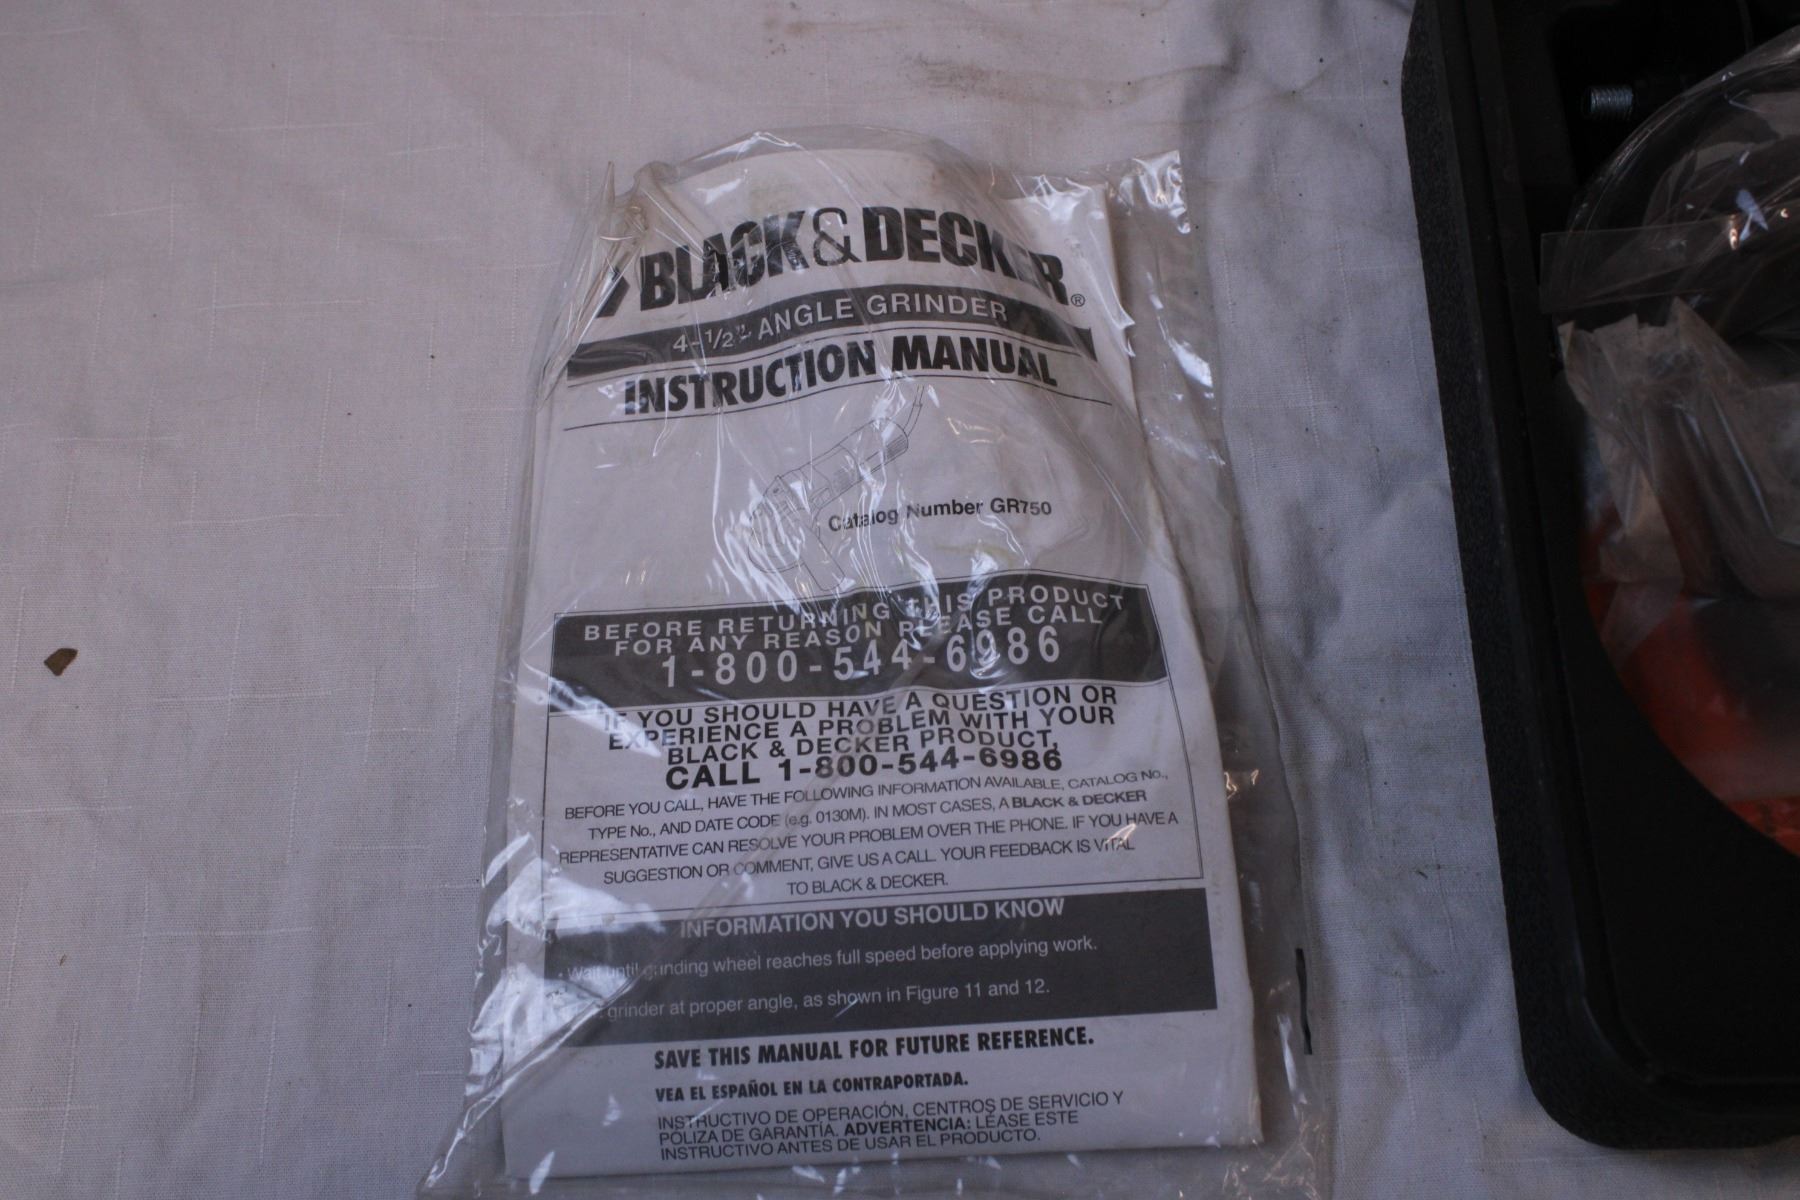 BLACK&DECKER®
4-1/2" ANGLE GRINDER
INSTRUCTION MANUAL
Catalog Number GR750
BEFORE RETURNING THIS PRODUCT
FOR ANY REASON PLEASE CALL
1-800-544-6986
IF YOU SHOULD HAVE A QUESTION OR
EXPERIENCE A PROBLEM WITH YOUR
BLACK & DECKER PRODUCT,
CALL 1-800-544-6986
BEFORE YOU CALL, HAVE THE FOLLOWING INFORMATION AVAILABLE, CATALOG No.,
TYPE No., AND DATE CODE (e.g. 0130M). IN MOST CASES, A BLACK & DECKER
REPRESENTATIVE CAN RESOLVE YOUR PROBLEM OVER THE PHONE. IF YOU HAVE A
SUGGESTION OR COMMENT, GIVE US A CALL. YOUR FEEDBACK IS VITAL
TO BLACK & DECKER.
INFORMATION YOU SHOULD KNOW
• Wait until grinding wheel reaches full speed before applying work.
grinder at proper angle, as shown in Figure 11 and 12.
SAVE THIS MANUAL FOR FUTURE REFERENCE.
VEA EL ESPAÑOL EN LA CONTRAPORTADA.
INSTRUCTIVO DE OPERACIÓN, CENTROS DE SERVICIO Y
PÓLIZA DE GARANTÍA. ADVERTENCIA: LÉASE ESTE
INSTRUCTIVO ANTES DE USAR EL PRODUCTO.